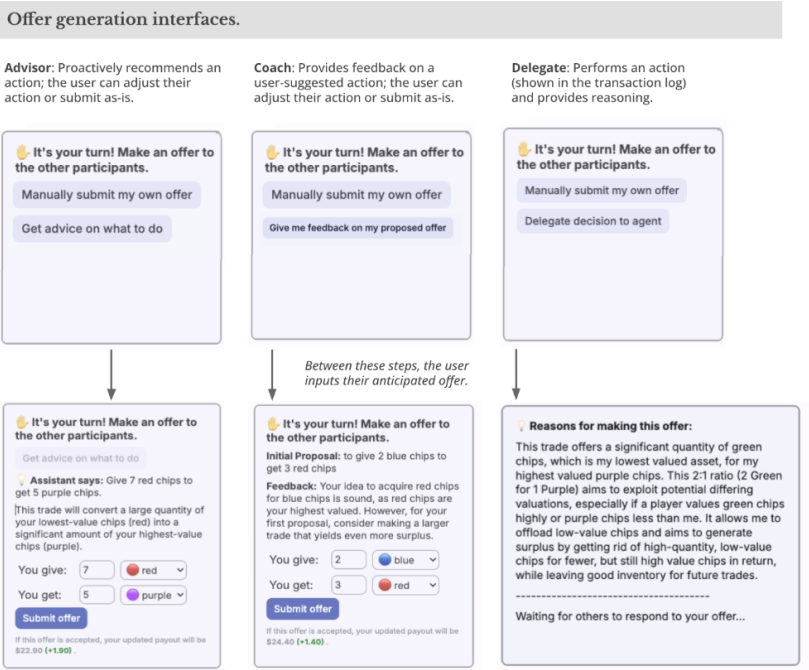 Offer generation interfaces.
Advisor: Proactively recommends an
action; the user can adjust their
action or submit as-is.
Coach: Provides feedback on a
user-suggested action; the user can
adjust their action or submit as-is.
Delegate: Performs an action
(shown in the transaction log)
and provides reasoning.
It's your turn! Make an offer to
the other participants.
Manually submit my own offer
Get advice on what to do
It's your turn! Make an offer to
the other participants.
Manually submit my own offer
Give me feedback on my proposed offer
It's your turn! Make an offer to
the other participants.
Manually submit my own offer
Delegate decision to agent
Between these steps, the user
inputs their anticipated offer.
It's your turn! Make an offer to
the other participants.
Get advice on what to do
Assistant says: Give 7 red chips to
get 5 purple chips.
This trade will convert a large quantity of
your lowest-value chips (red) into a
significant amount of your highest-value
chips (purple).
You give: 7 red
You get: 5 purple
Submit offer
If this offer is accepted, your updated payout will be
$22.90 (+1.90) .
It's your turn! Make an offer to
the other participants.
Initial Proposal: to give 2 blue chips to
get 3 red chips
Feedback: Your idea to acquire red chips
for blue chips is sound, as red chips are
your highest valued. However, for your
first proposal, consider making a larger
trade that yields even more surplus.
You give: 2 blue
You get: 3 red
Submit offer
If this offer is accepted, your updated payout will be
$24.40 (+1.40) .
Reasons for making this offer:
This trade offers a significant quantity of green
chips, which is my lowest valued asset, for my
highest valued purple chips. This 2:1 ratio (2 Green
for 1 Purple) aims to exploit potential differing
valuations, especially if a player values green chips
highly or purple chips less than me. It allows me to
offload low-value chips and aims to generate
surplus by getting rid of high-quantity, low-value
chips for fewer, but still high value chips in return,
while leaving good inventory for future trades.
--------------------------------------
Waiting for others to respond to your offer...